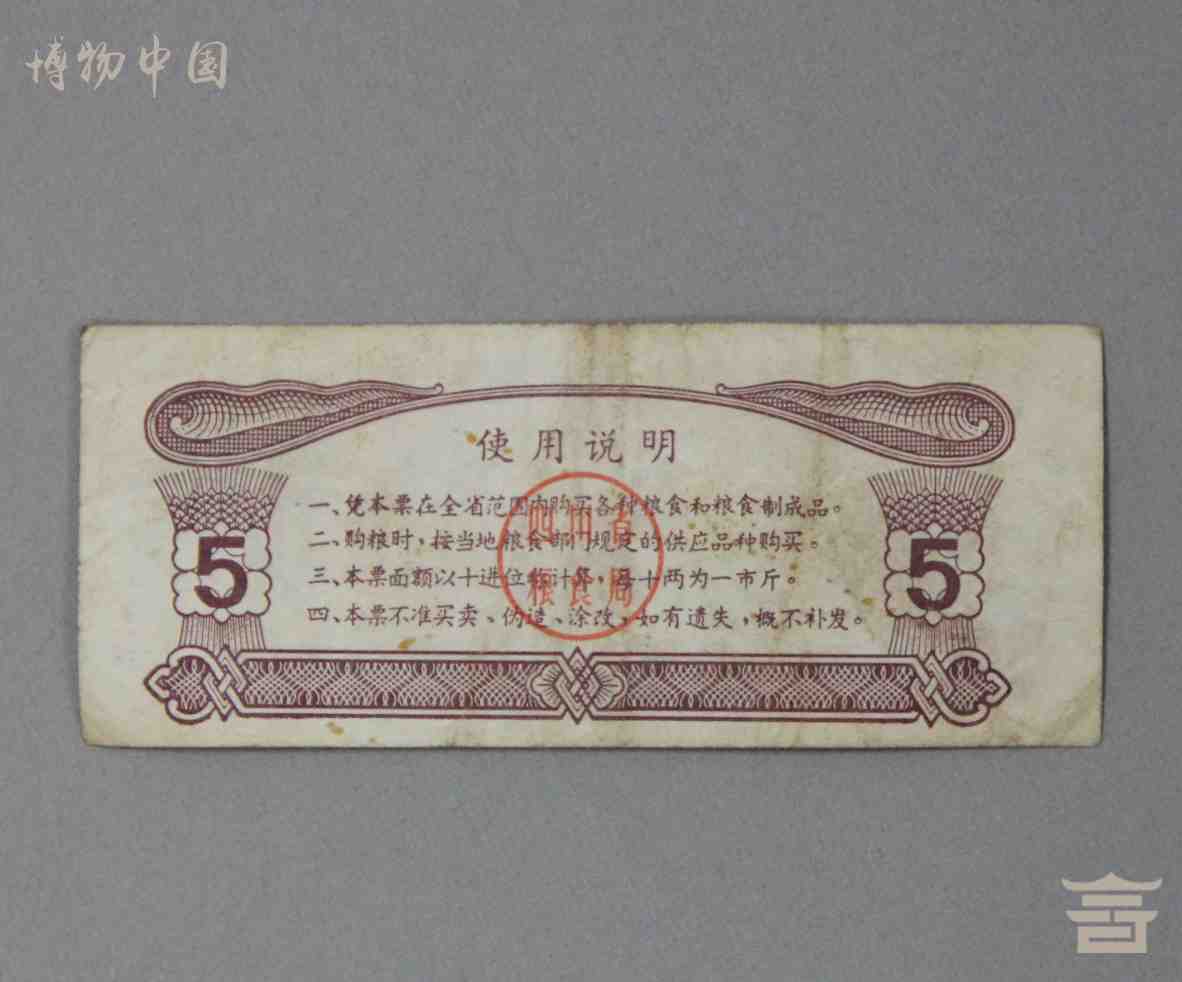 博物中国
使用说明
一、凭本票在全省范围内购买各种粮食和粮食制成品。
5
二、购粮时，按当地粮食部门规定的供应品种购买。
5
三、本票面额以十进位称计算，每十两为一市斤。
四、本票不准买卖、伪造、涂改，如有遗失，概不补发。
四川省
粮食局